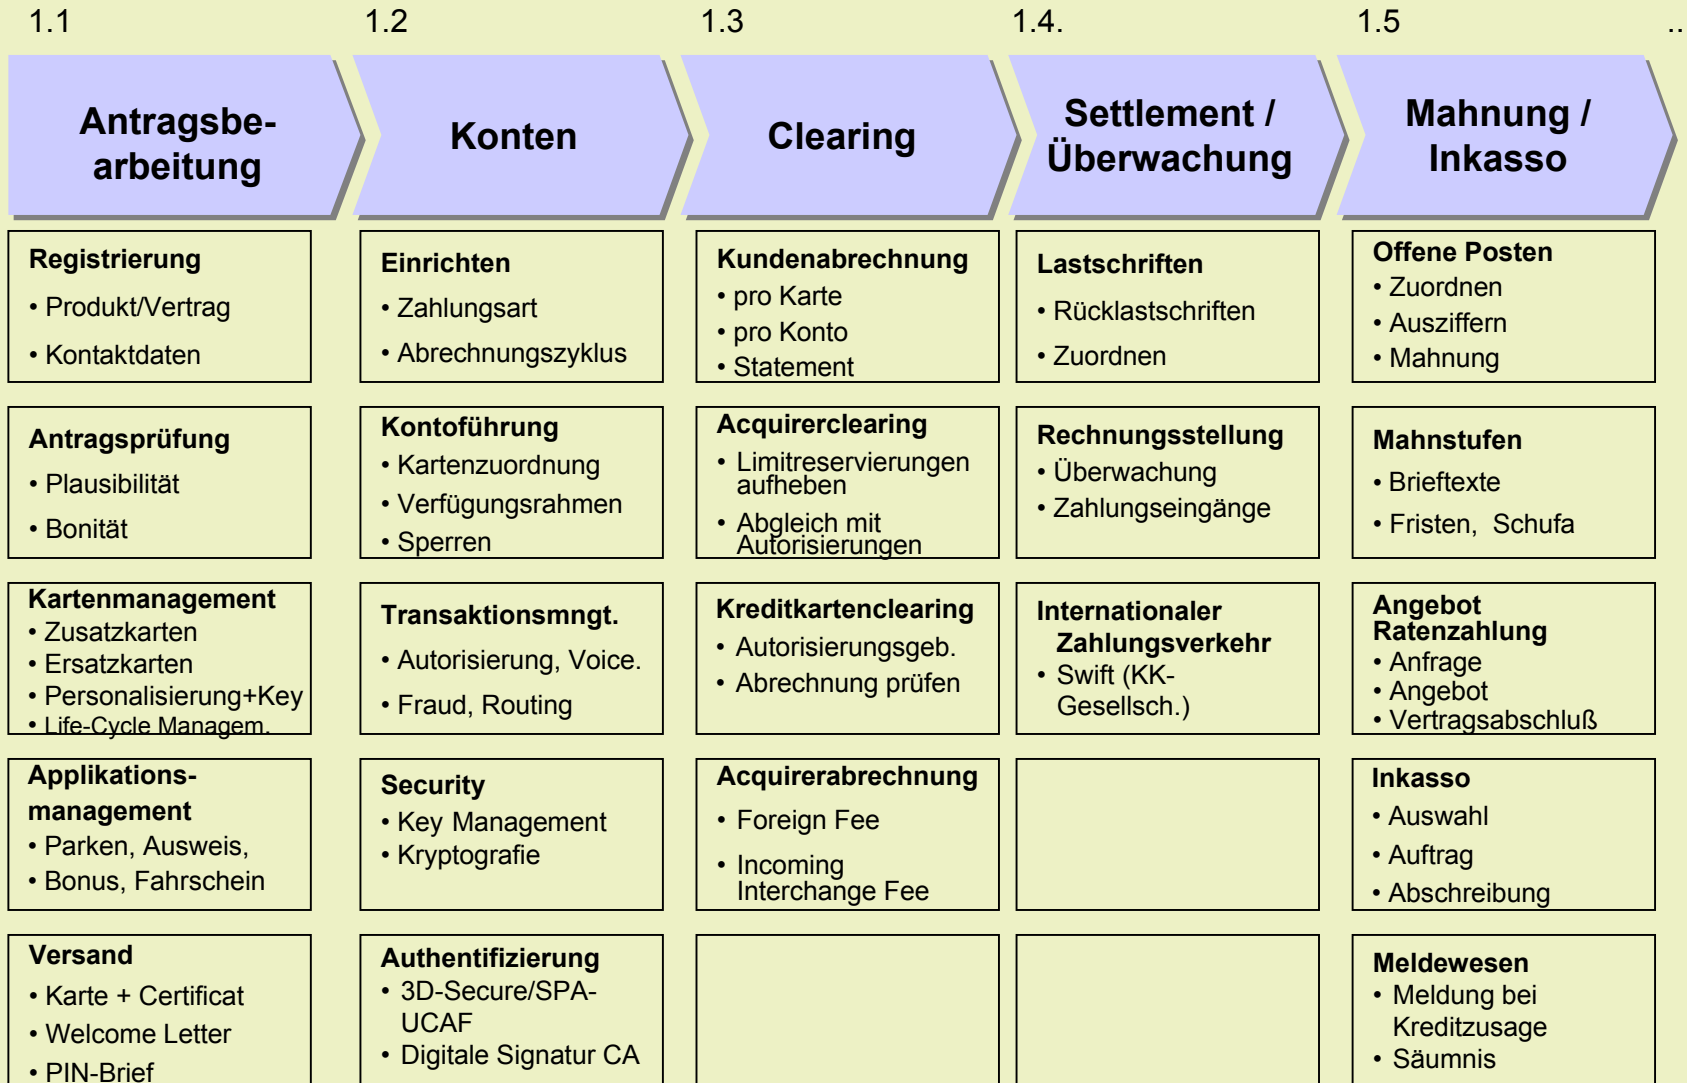 1.1
1.2
1.3
1.4.
1.5
..
Antragsbe-
arbeitung
Konten
Clearing
Settlement /
Überwachung
Mahnung /
Inkasso
Registrierung
• Produkt/Vertrag
• Kontaktdaten
Einrichten
• Zahlungsart
• Abrechnungszyklus
Kundenabrechnung
• pro Karte
• pro Konto
• Statement
Lastschriften
• Rücklastschriften
• Zuordnen
Offene Posten
• Zuordnen
• Ausziffern
• Mahnung
Antragsprüfung
• Plausibilität
• Bonität
Kontoführung
• Kartenzuordnung
• Verfügungsrahmen
• Sperren
Acquirerclearing
• Limitreservierungen
aufheben
• Abgleich mit
Autorisierungen
Rechnungsstellung
• Überwachung
• Zahlungseingänge
Mahnstufen
• Brieftexte
• Fristen, Schufa
Kartenmanagement
• Zusatzkarten
• Ersatzkarten
• Personalisierung+Key
• Life-Cycle Managem.
Transaktionsmngt.
• Autorisierung, Voice.
• Fraud, Routing
Kreditkartenclearing
• Autorisierungsgeb.
• Abrechnung prüfen
Internationaler
Zahlungsverkehr
• Swift (KK-
Gesellsch.)
Angebot
Ratenzahlung
• Anfrage
• Angebot
• Vertragsabschluß
Applikations-
management
• Parken, Ausweis,
• Bonus, Fahrschein
Security
• Key Management
• Kryptografie
Acquirerabrechnung
• Foreign Fee
• Incoming
Interchange Fee
Inkasso
• Auswahl
• Auftrag
• Abschreibung
Versand
• Karte + Certificat
• Welcome Letter
• PIN-Brief
Authentifizierung
• 3D-Secure/SPA-
UCAF
• Digitale Signatur CA
Meldewesen
• Meldung bei
Kreditzusage
• Säumnis